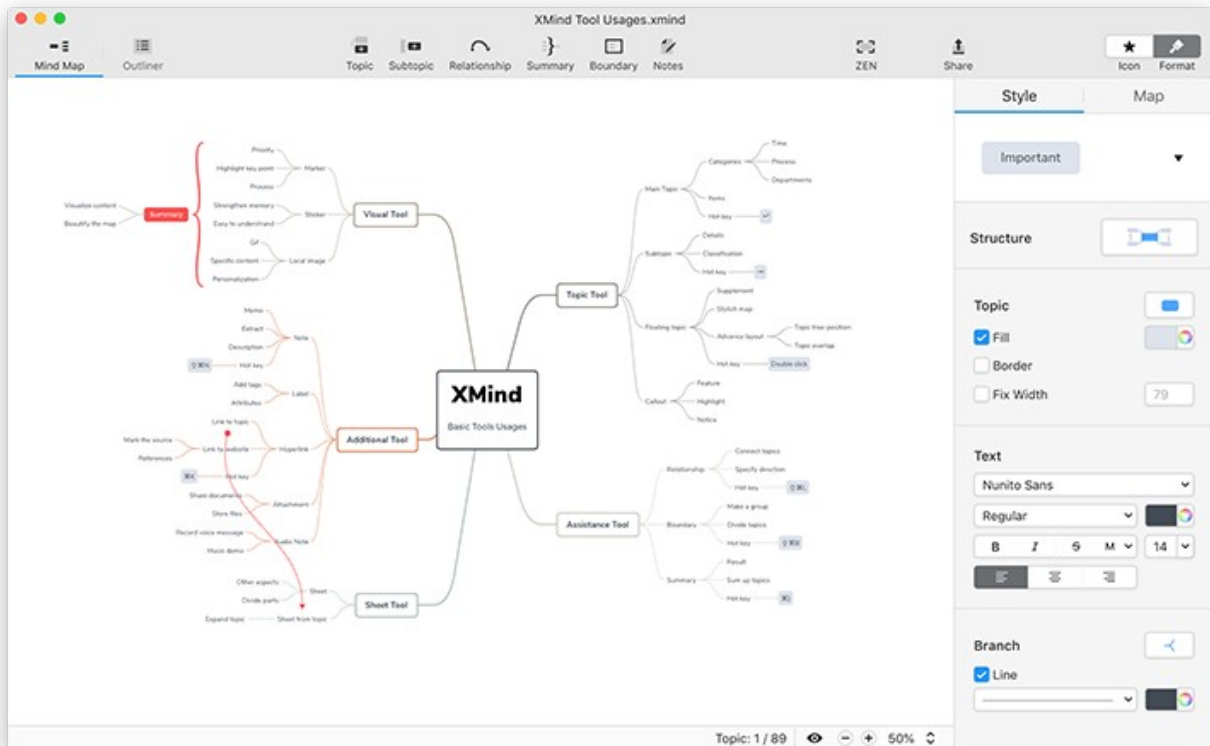 XMind Tool Usages.xmind
Mind Map
Outliner
Topic
Subtopic
Relationship
Summary
Boundary
Notes
ZEN
Share
Icon
Format
Style
Map
Important
Structure
Topic
Fill
Border
Fix Width
79
Text
Nunito Sans
Regular
B I S M
14
Branch
Line
Topic: 1 / 89
50%
XMind
Basic Tools Usages
Visual Tool
Marker
Priority
Highlight key point
Process
Sticker
Strengthen memory
Easy to understand
Local image
Gif
Specific content
Personalization
Summary
Visualize content
Beautify the map
Additional Tool
Note
Memo
Extract
Description
Hot key
⇧⌘N
Label
Add tags
Attributes
Hyperlink
Link to topic
Link to website
Mark the source
References
Hot key
⌘K
Attachment
Share documents
Store files
Audio Note
Record voice message
Music demo
Sheet Tool
Sheet
Other aspects
Divide parts
Sheet from topic
Expand topic
Topic Tool
Main Topic
Categories
Time
Process
Departments
Items
Hot key
Subtopic
Details
Classification
Hot key
Floating topic
Supplement
Stylish map
Advance layout
Topic free-position
Topic overlap
Hot key
Double click
Callout
Feature
Highlight
Notice
Assistance Tool
Relationship
Connect topics
Specify direction
Hot key
⇧⌘L
Boundary
Make a group
Divide topics
Hot key
⇧⌘B
Summary
Result
Sum up topics
Hot key